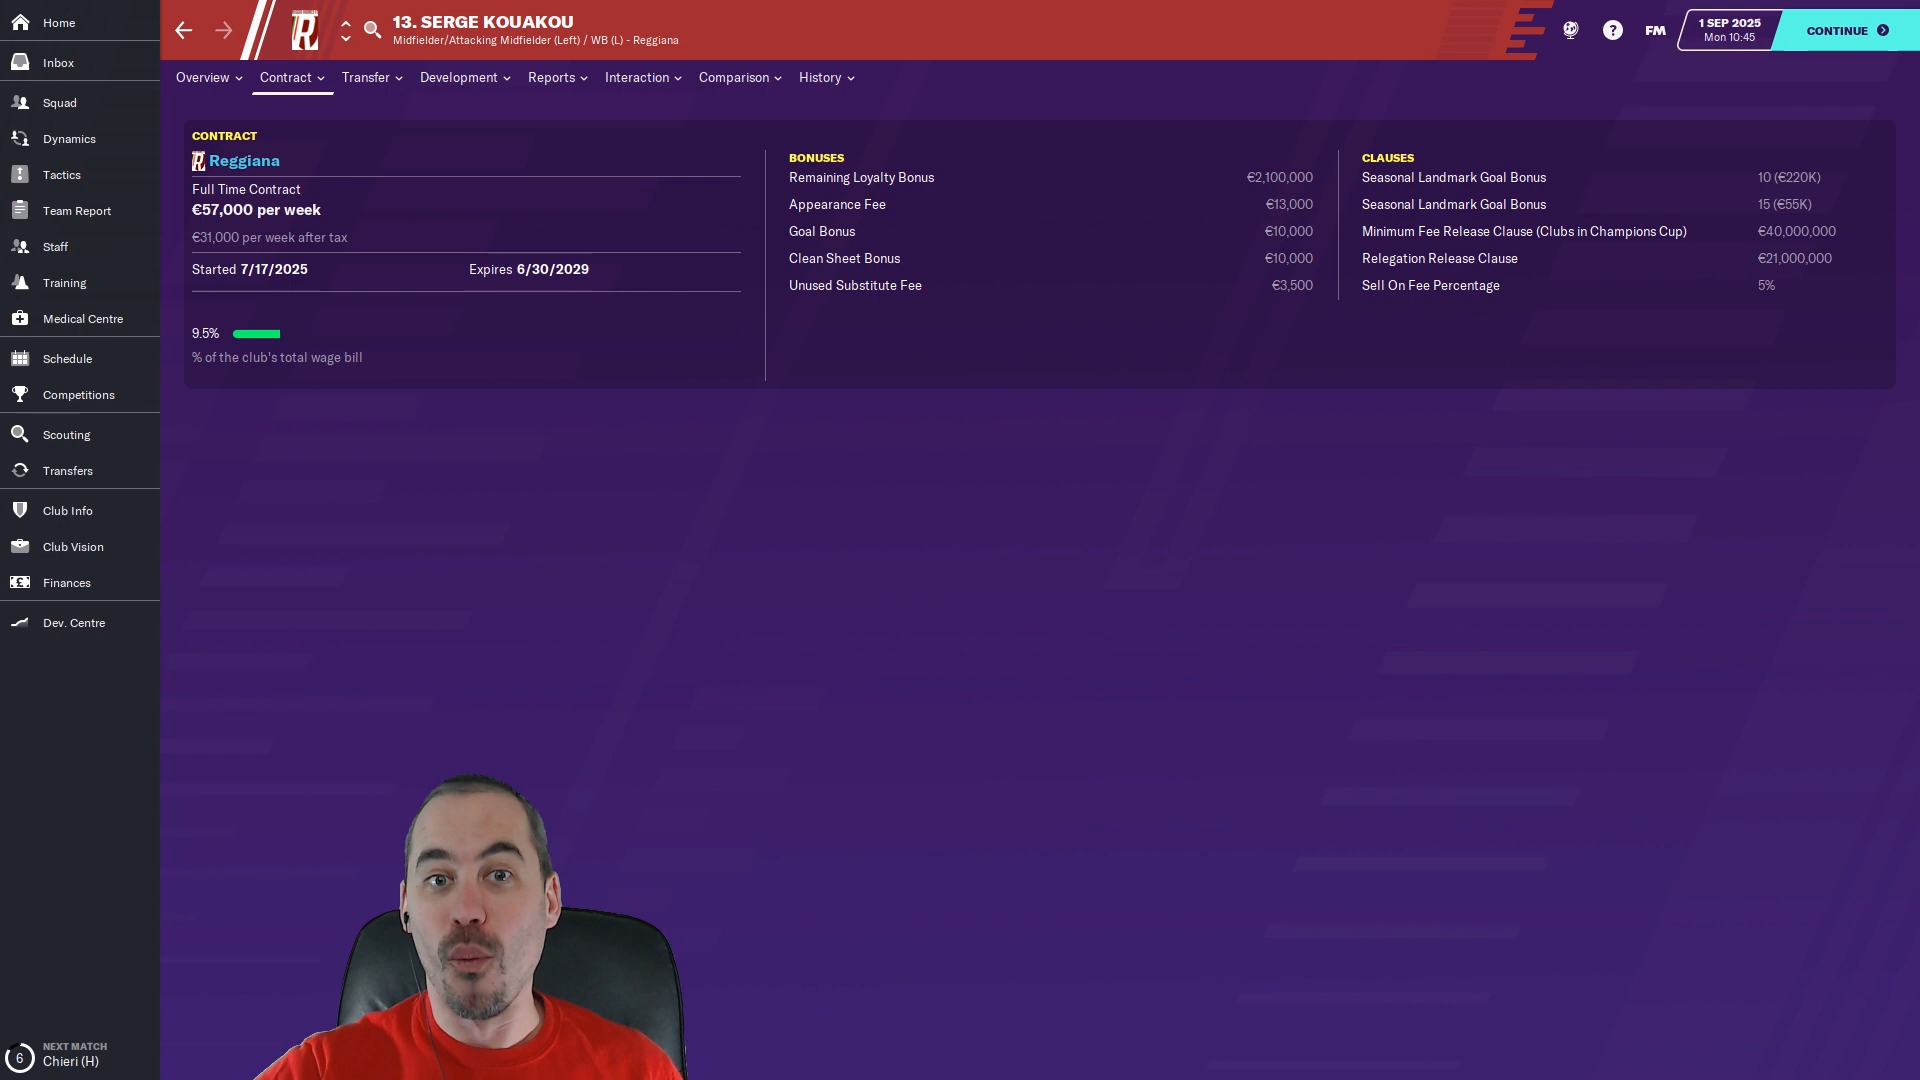 Home
Inbox
Squad
Dynamics
Tactics
Team Report
Staff
Training
Medical Centre
Schedule
Competitions
Scouting
Transfers
Club Info
Club Vision
Finances
Dev. Centre
6
NEXT MATCH
Chieri (H)
R
13. SERGE KOUAKOU
Midfielder/Attacking Midfielder (Left) / WB (L) - Reggiana
?
FM
1 SEP 2025
Mon 10:45
CONTINUE
Overview
Contract
Transfer
Development
Reports
Interaction
Comparison
History
CONTRACT
R Reggiana
Full Time Contract
€57,000 per week
€31,000 per week after tax
Started 7/17/2025 Expires 6/30/2029
9.5%
% of the club's total wage bill
BONUSES
Remaining Loyalty Bonus €2,100,000
Appearance Fee €13,000
Goal Bonus €10,000
Clean Sheet Bonus €10,000
Unused Substitute Fee €3,500
CLAUSES
Seasonal Landmark Goal Bonus 10 (€220K)
Seasonal Landmark Goal Bonus 15 (€55K)
Minimum Fee Release Clause (Clubs in Champions Cup) €40,000,000
Relegation Release Clause €21,000,000
Sell On Fee Percentage 5%